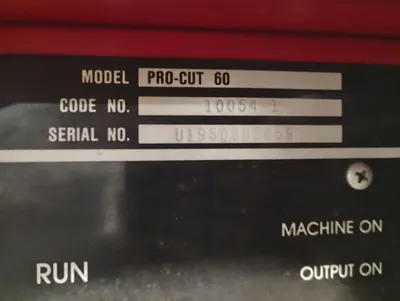 MODEL PRO-CUT 60
CODE NO. 10054 1
SERIAL NO.
MACHINE ON
RUN OUTPUT ON